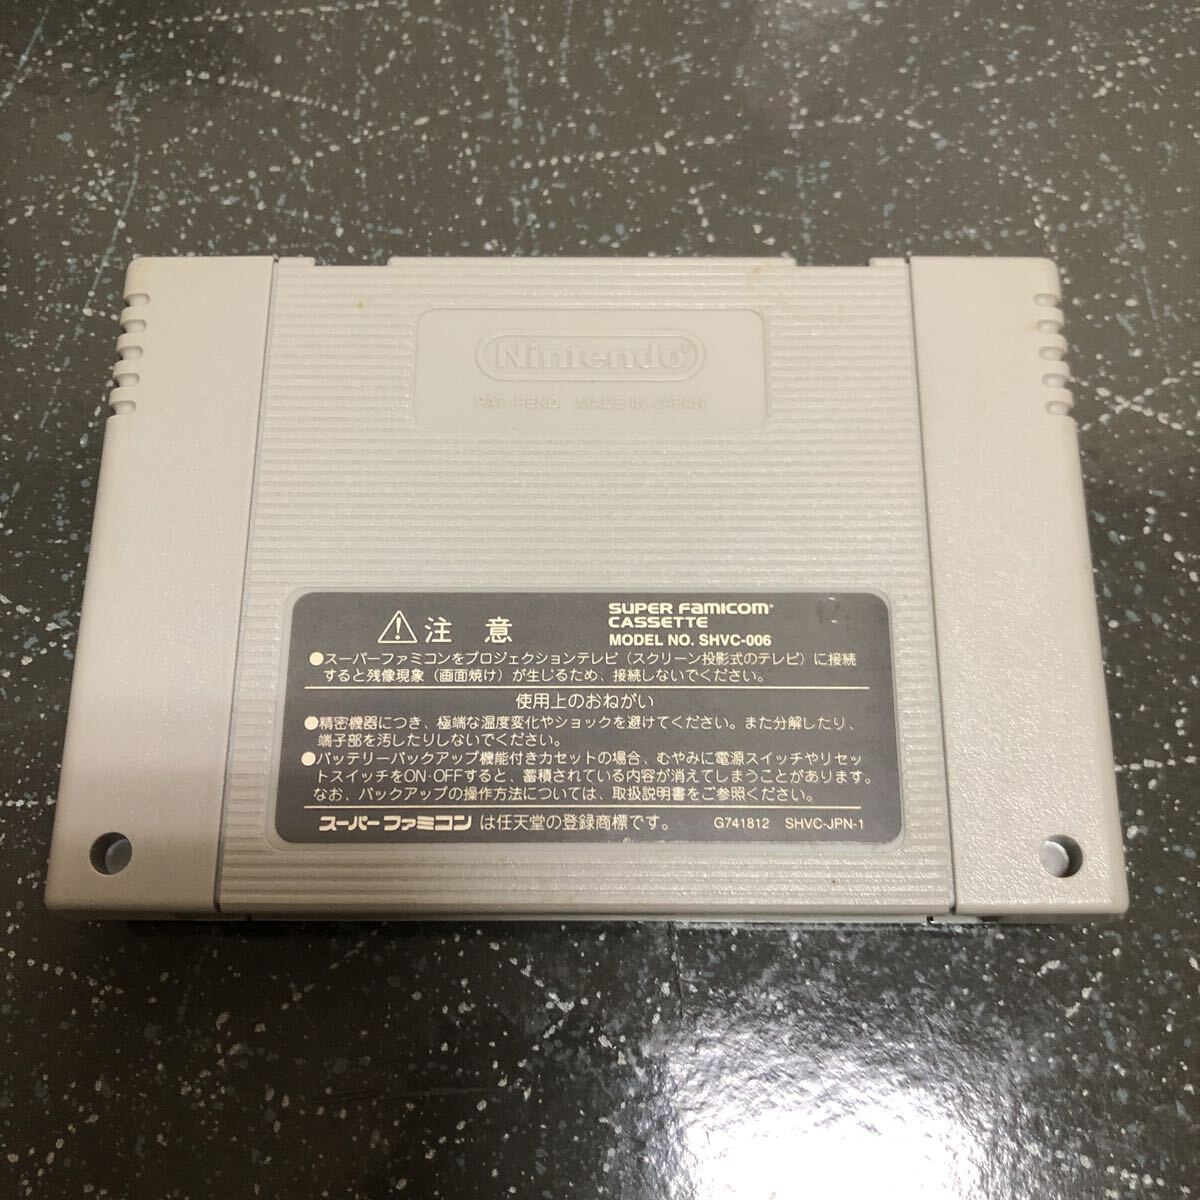 Nintendo®
PAT. PEND. MADE IN JAPAN
⚠注 意
SUPER FAMICOM®
CASSETTE
MODEL NO. SHVC-006
12
●スーパーファミコンをプロジェクションテレビ（スクリーン投影式のテレビ）に接続
すると残像現象（画面焼け）が生じるため、接続しないでください。
使用上のおねがい
●精密機器につき、極端な温度変化やショックを避けてください。また分解したり、
端子部を汚したりしないでください。
●バッテリーバックアップ機能付きカセットの場合、むやみに電源スイッチやリセッ
トスイッチをON·OFFすると、蓄積されている内容が消えてしまうことがあります。
なお、バックアップの操作方法については、取扱説明書をご参照ください。
スーパーファミコン は任天堂の登録商標です。 G741812 SHVC-JPN-1